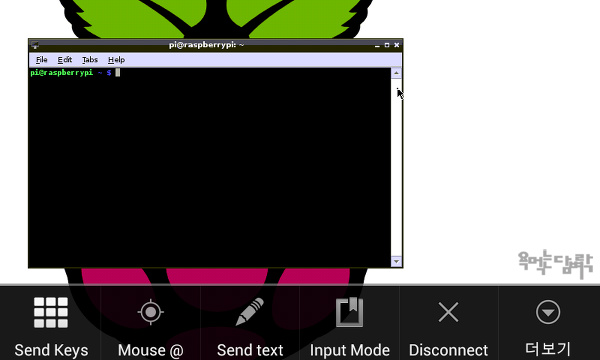 pi@raspberrypi: ~
File Edit Tabs Help
pi@raspberrypi ~ $
Send Keys Mouse @ Send text Input Mode Disconnect 더보기